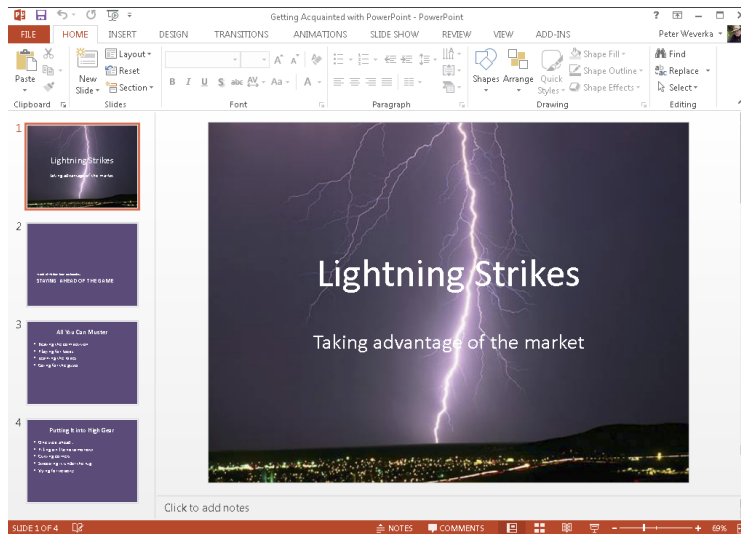 Getting Acquainted with PowerPoint - PowerPoint
?
FILE HOME INSERT DESIGN TRANSITIONS ANIMATIONS SLIDE SHOW REVIEW VIEW ADD-INS Peter Weverka
Paste
New
Slide
Layout
Reset
Section
B I U S abc AV Aa A
Shapes Arrange Quick
Styles
Shape Fill
Shape Outline
Shape Effects
Find
Replace
Select
Clipboard Slides Font Paragraph Drawing Editing
1
Lightning Strikes
taking advantage of the market
2
STAYING AHEAD OF THE GAME
3
All You Can Muster
4
Putting It into High Gear
Lightning Strikes
Taking advantage of the market
Click to add notes
SLIDE 1 OF 4 NOTES COMMENTS 69%